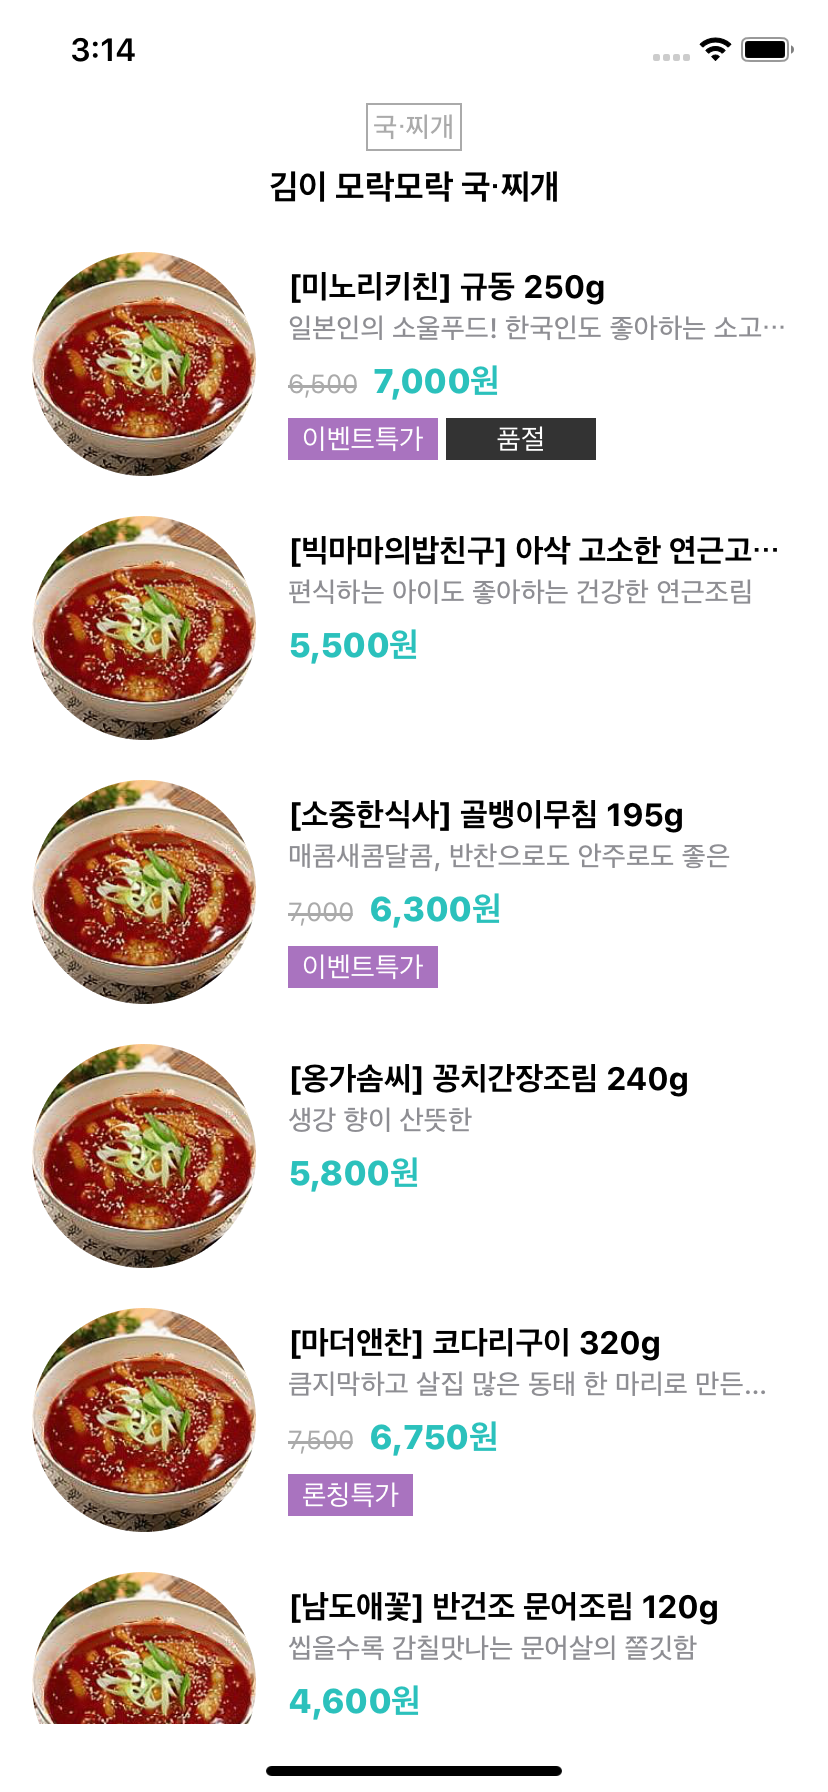 3:14
국·찌개
김이 모락모락 국·찌개
[미노리키친] 규동 250g
일본인의 소울푸드! 한국인도 좋아하는 소고…
6,500 7,000원
이벤트특가 품절
[빅마마의밥친구] 아삭 고소한 연근고…
편식하는 아이도 좋아하는 건강한 연근조림
5,500원
[소중한식사] 골뱅이무침 195g
매콤새콤달콤, 반찬으로도 안주로도 좋은
7,000 6,300원
이벤트특가
[옹가솜씨] 꽁치간장조림 240g
생강 향이 산뜻한
5,800원
[마더앤찬] 코다리구이 320g
큼지막하고 살집 많은 동태 한 마리로 만든...
7,500 6,750원
론칭특가
[남도애꽃] 반건조 문어조림 120g
씹을수록 감칠맛나는 문어살의 쫄깃함
4,600원